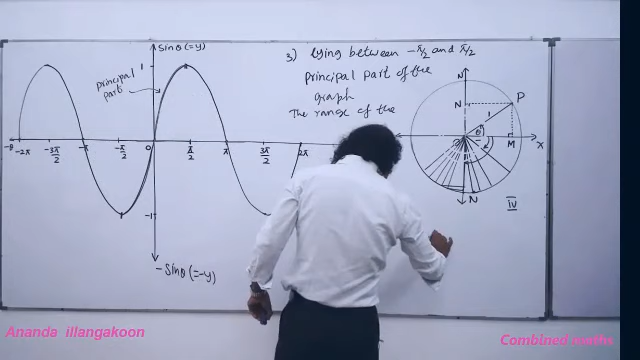 sinθ(=y)
3) lying between -π/2 and π/2
principal part of the
graph
The range of the
principal
part
1
N
N
P
1
θ
-θ
-2π
-3π/2
-π
-π/2
0
π/2
π
3π/2
2π
O
M
x
-1
N
IV
-sinθ(=-y)
Ananda illangakoon
Combined maths